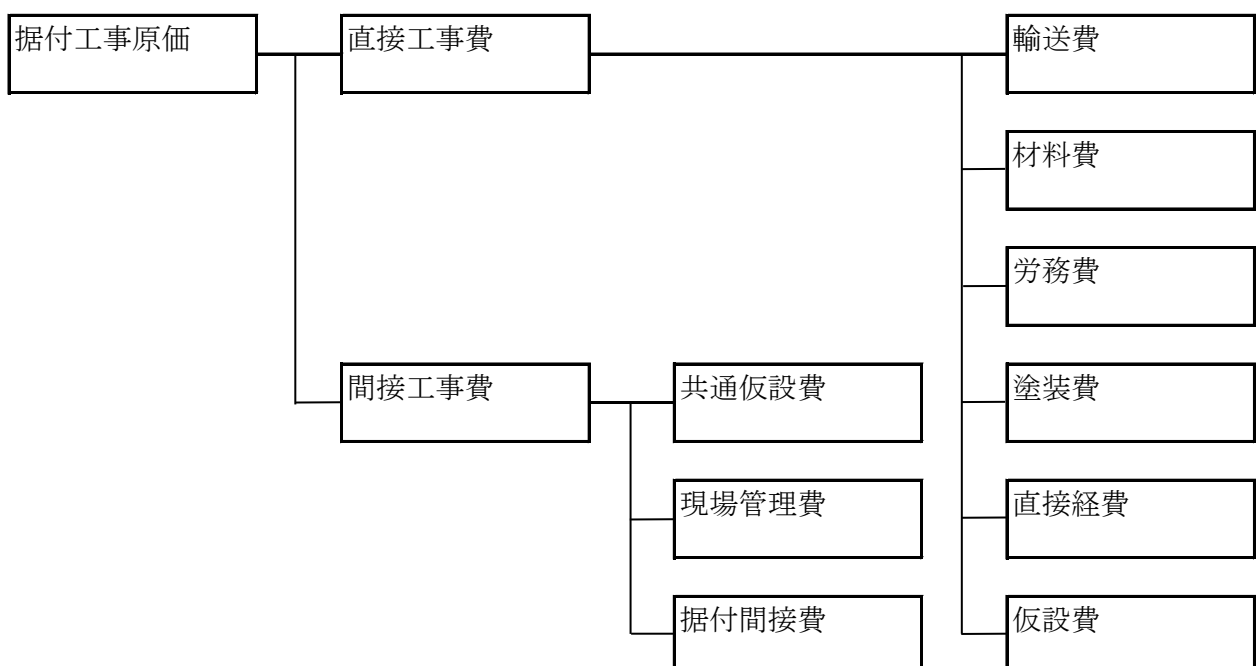 据付工事原価
直接工事費
輸送費
材料費
労務費
間接工事費
共通仮設費
塗装費
現場管理費
直接経費
据付間接費
仮設費